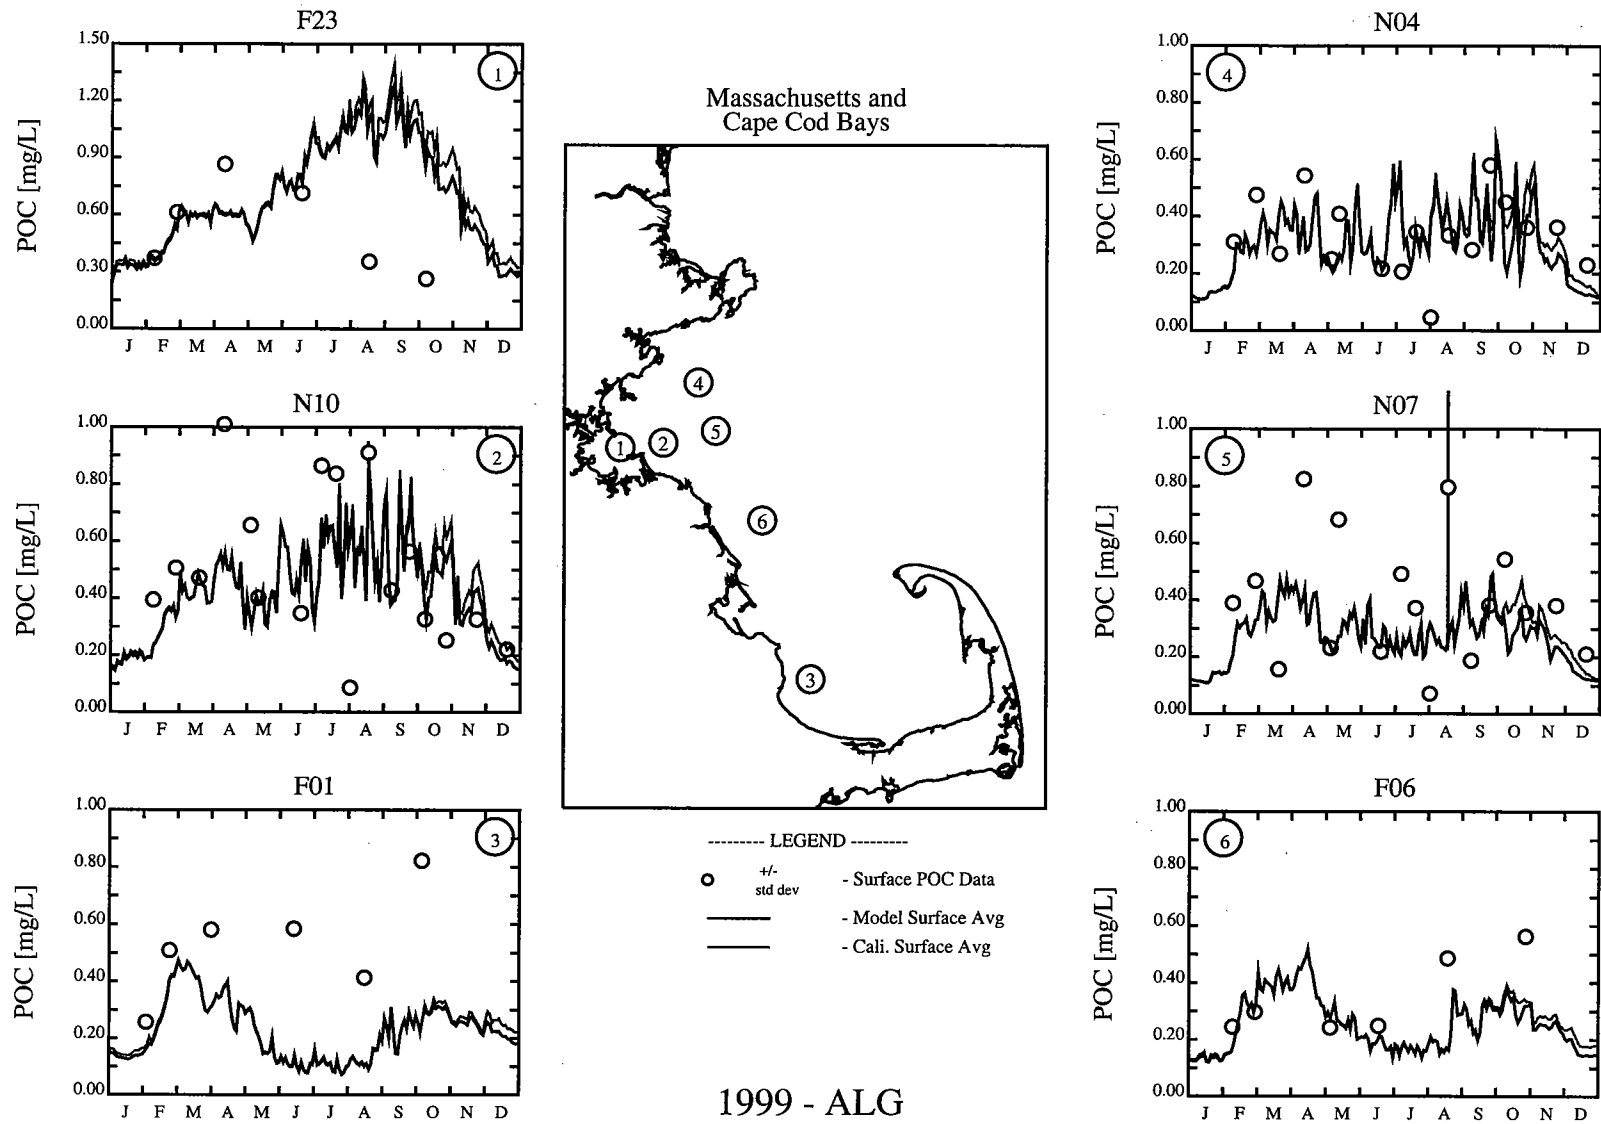 F23
1.50
1.20
0.90
0.60
0.30
0.00
POC [mg/L]
1
J F M A M J J A S O N D
N10
1.00
0.80
0.60
0.40
0.20
0.00
POC [mg/L]
2
J F M A M J J A S O N D
F01
1.00
0.80
0.60
0.40
0.20
0.00
POC [mg/L]
3
J F M A M J J A S O N D
Massachusetts and
Cape Cod Bays
4
5
1
2
6
3
--------- LEGEND ---------
+/-
std dev
- Surface POC Data
- Model Surface Avg
- Cali. Surface Avg
1999 - ALG
N04
1.00
0.80
0.60
0.40
0.20
0.00
POC [mg/L]
4
J F M A M J J A S O N D
N07
1.00
0.80
0.60
0.40
0.20
0.00
POC [mg/L]
5
J F M A M J J A S O N D
F06
1.00
0.80
0.60
0.40
0.20
0.00
POC [mg/L]
6
J F M A M J J A S O N D